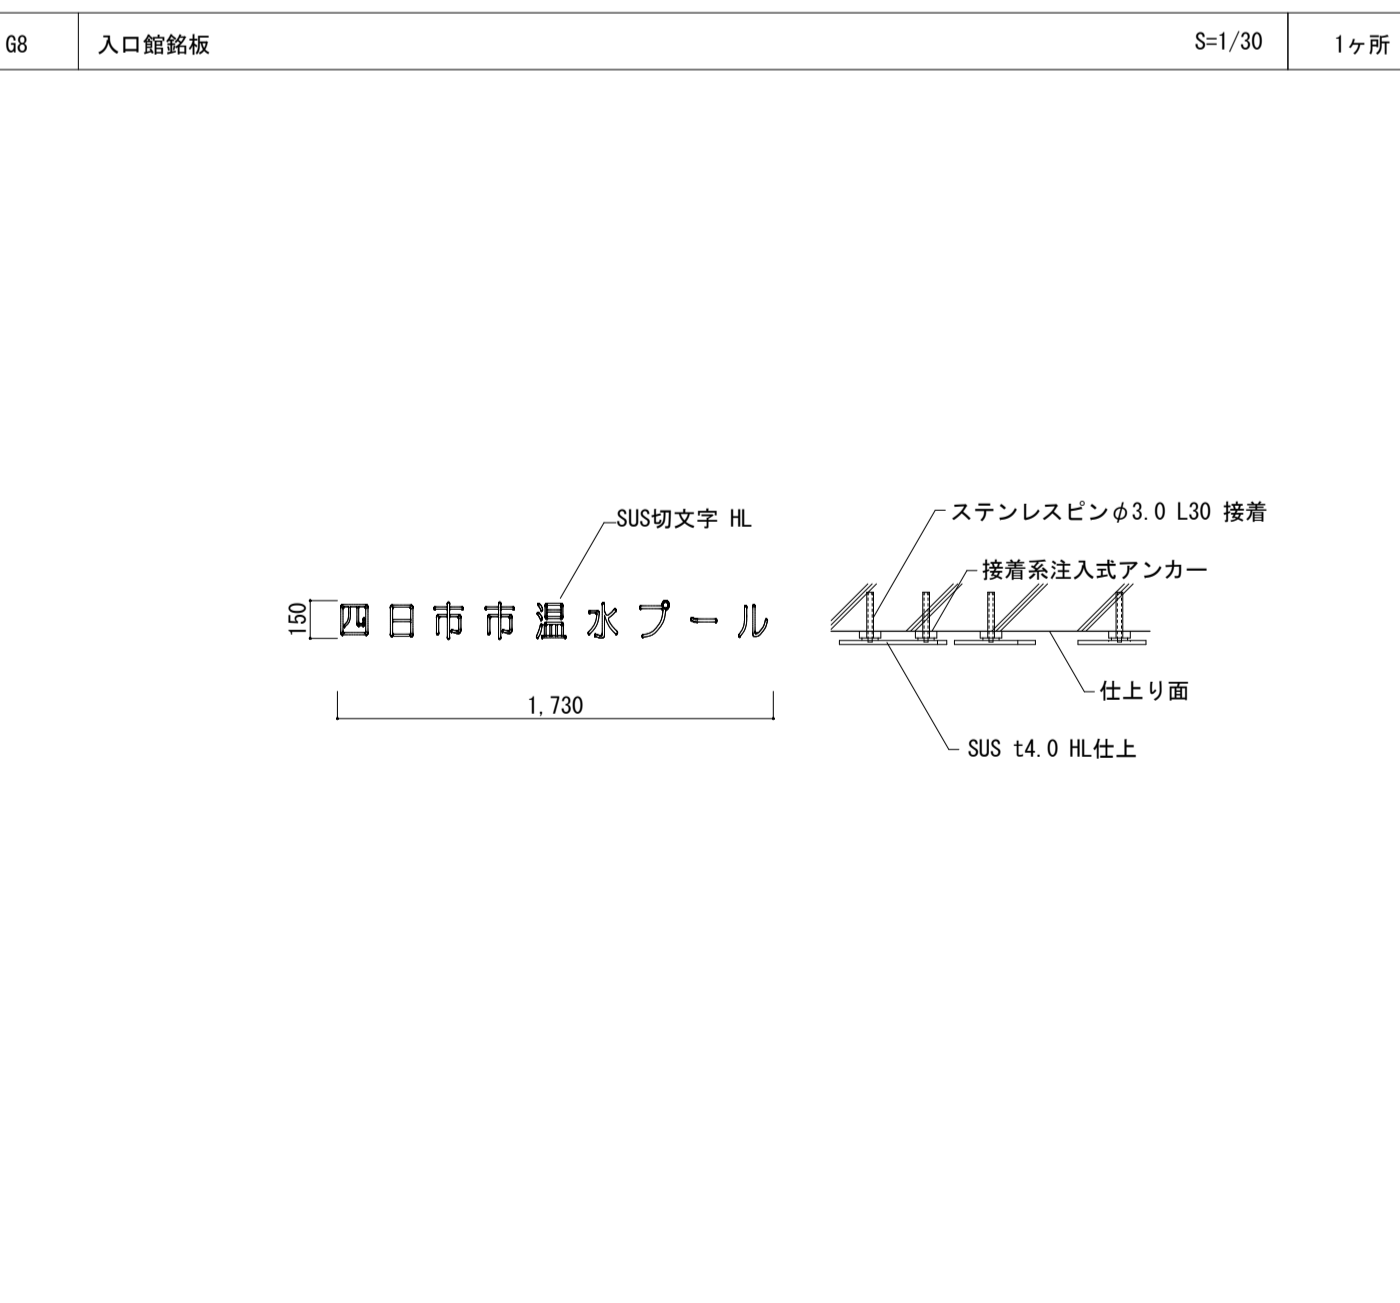 G8 入口館銘板 S=1/30 1ヶ所
SUS切文字 HL
ステンレスピンφ3.0 L30 接着
接着系注入式アンカー
150
四日市市温水プール
1,730
仕上り面
SUS t4.0 HL仕上